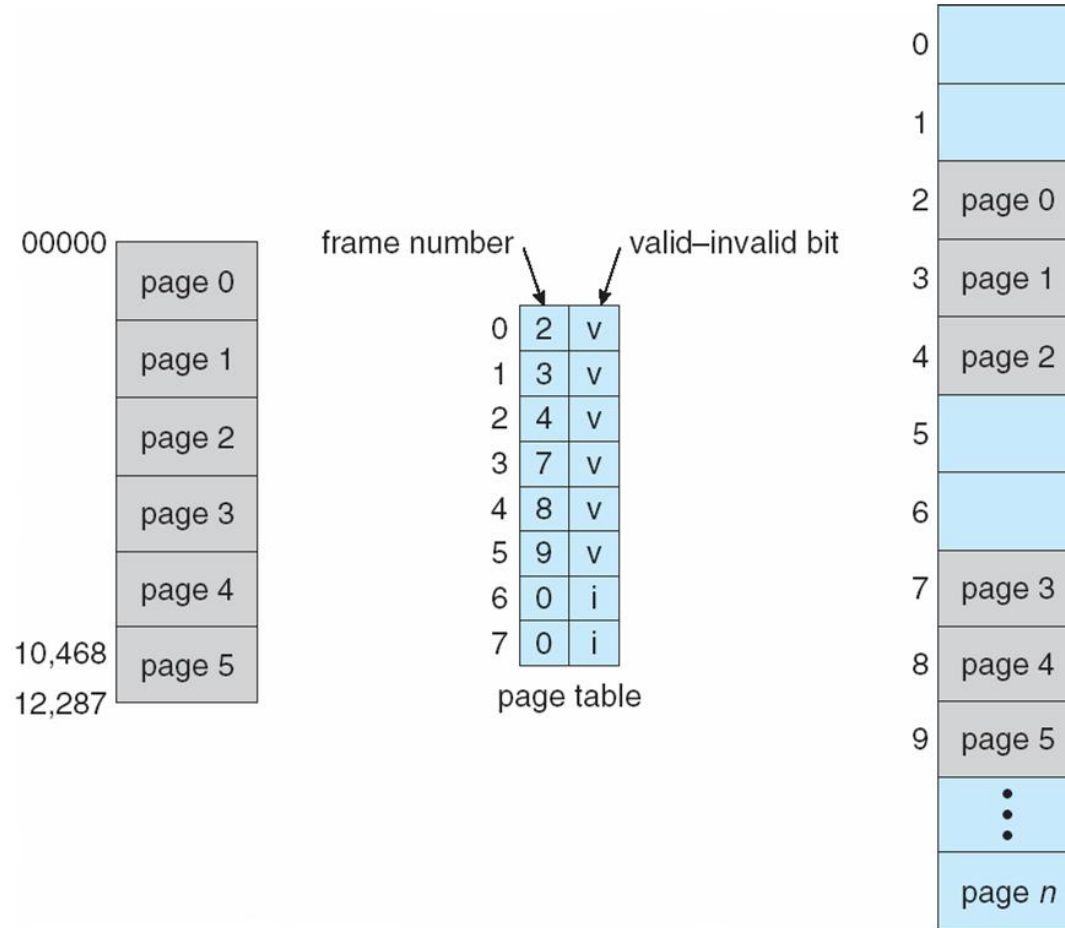 00000
page 0
page 1
page 2
page 3
page 4
10,468
page 5
12,287
frame number
valid–invalid bit
0 2 v
1 3 v
2 4 v
3 7 v
4 8 v
5 9 v
6 0 i
7 0 i
page table
0
1
2 page 0
3 page 1
4 page 2
5
6
7 page 3
8 page 4
9 page 5
page n